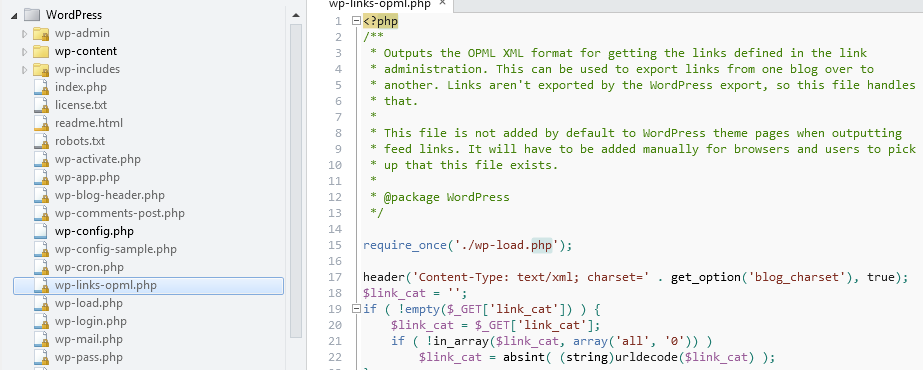 WordPress
wp-admin
wp-content
wp-includes
index.php
license.txt
readme.html
robots.txt
wp-activate.php
wp-app.php
wp-blog-header.php
wp-comments-post.php
wp-config.php
wp-config-sample.php
wp-cron.php
wp-links-opml.php
wp-load.php
wp-login.php
wp-mail.php
wp-pass.php
wp-links-opml.php ×
1 <?php
2 /**
3 * Outputs the OPML XML format for getting the links defined in the link
4 * administration. This can be used to export links from one blog over to
5 * another. Links aren't exported by the WordPress export, so this file handles
6 * that.
7 *
8 * This file is not added by default to WordPress theme pages when outputting
9 * feed links. It will have to be added manually for browsers and users to pick
10 * up that this file exists.
11 *
12 * @package WordPress
13 */
14
15 require_once('./wp-load.php');
16
17 header('Content-Type: text/xml; charset=' . get_option('blog_charset'), true);
18 $link_cat = '';
19 if ( !empty($_GET['link_cat']) ) {
20 $link_cat = $_GET['link_cat'];
21 if ( !in_array($link_cat, array('all', '0')) )
22 $link_cat = absint( (string)urldecode($link_cat) );